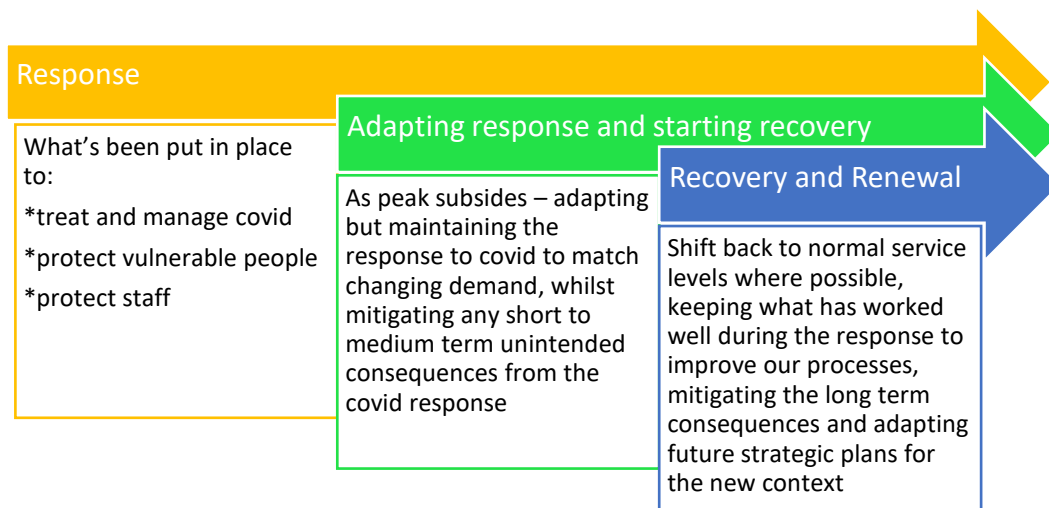 Response
What's been put in place
to:
*treat and manage covid
*protect vulnerable people
*protect staff
Adapting response and starting recovery
As peak subsides – adapting
but maintaining the
response to covid to match
changing demand, whilst
mitigating any short to
medium term unintended
consequences from the
covid response
Recovery and Renewal
Shift back to normal service
levels where possible,
keeping what has worked
well during the response to
improve our processes,
mitigating the long term
consequences and adapting
future strategic plans for
the new context